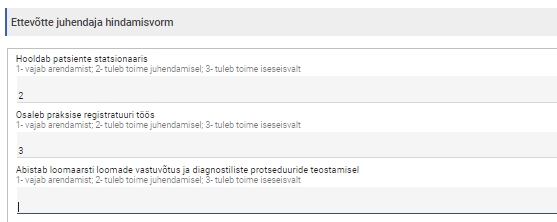 Ettevõtte juhendaja hindamisvorm
Hooldab patsiente statsionaaris
1- vajab arendamist; 2- tuleb toime juhendamisel; 3- tuleb toime iseseisvalt
2
Osaleb praksise registratuuri töös
1- vajab arendamist; 2- tuleb toime juhendamisel; 3- tuleb toime iseseisvalt
3
Abistab loomaarsti loomade vastuvõtus ja diagnostiliste protseduuride teostamisel
1- vajab arendamist; 2- tuleb toime juhendamisel; 3- tuleb toime iseseisvalt